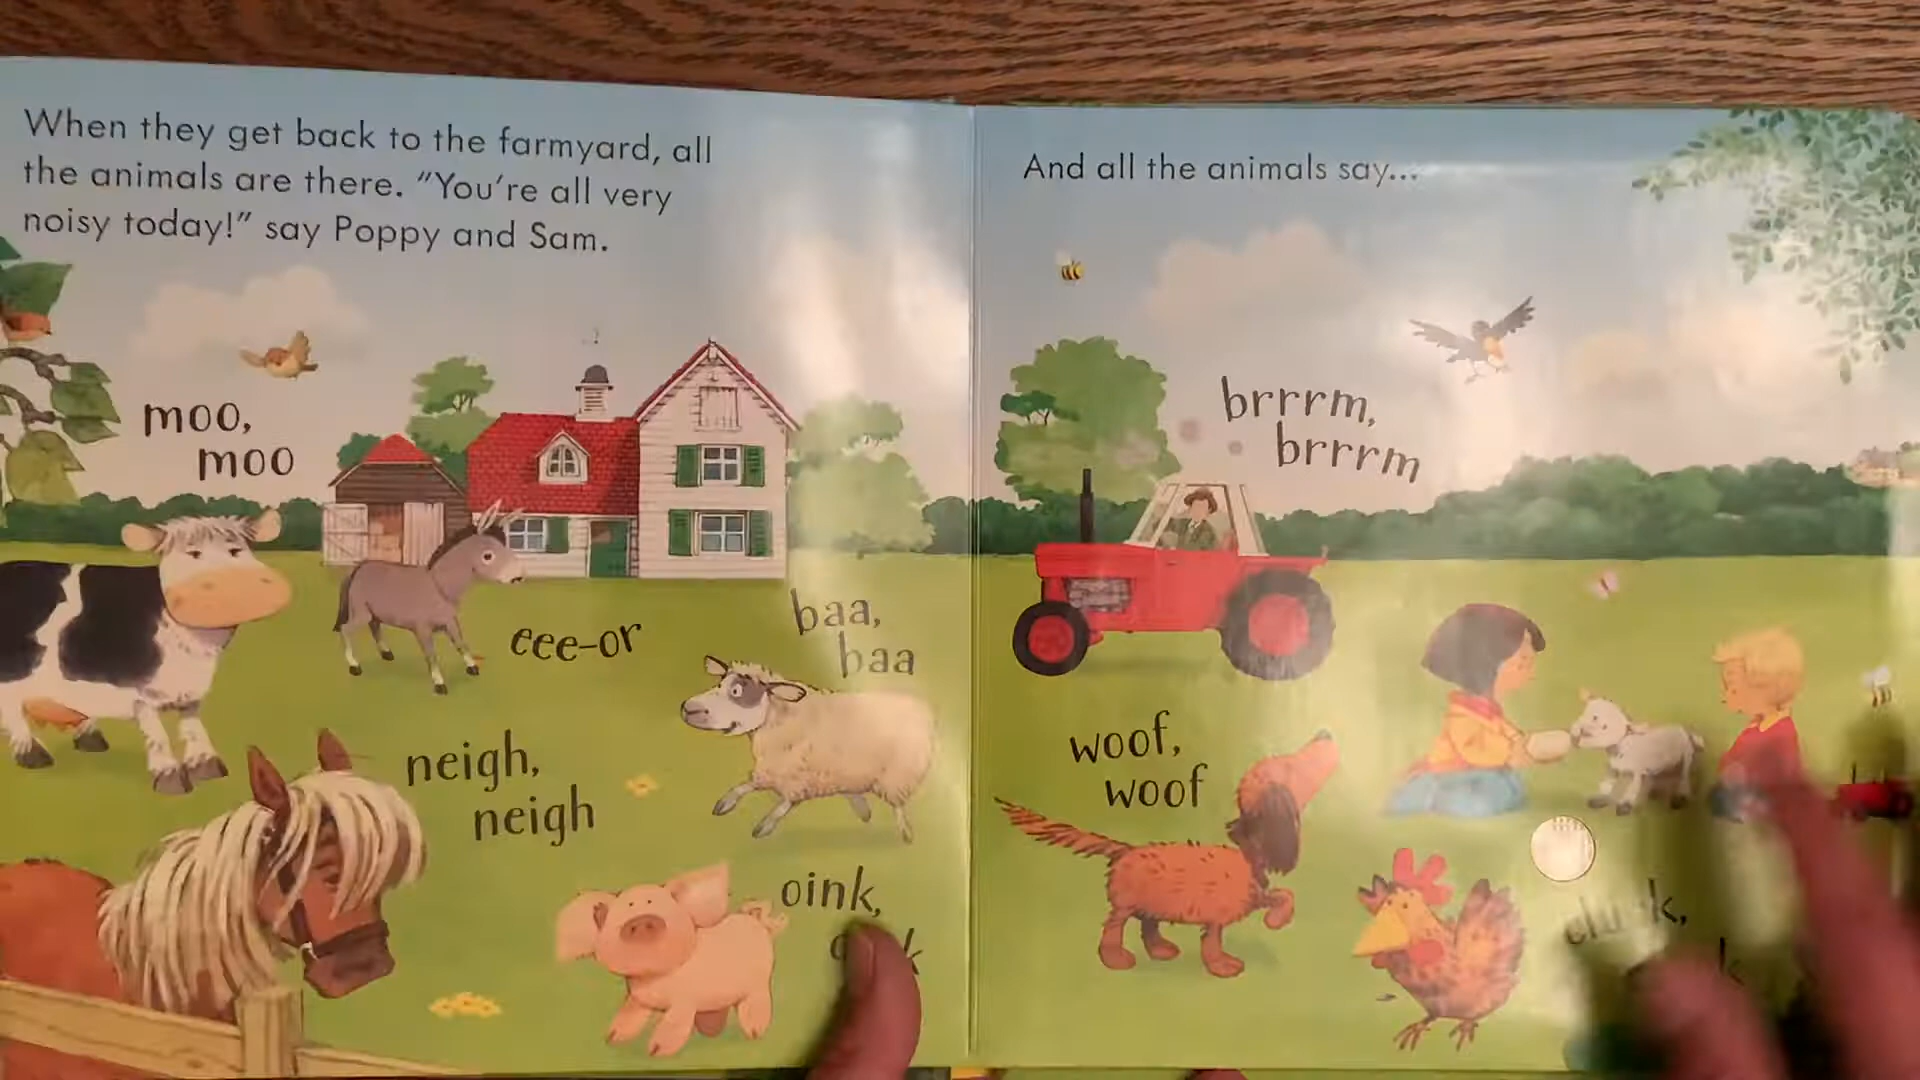 When they get back to the farmyard, all
the animals are there. "You're all very
noisy today!" say Poppy and Sam.
moo,
moo
eee-or
baa,
baa
neigh,
neigh
oink,
And all the animals say...
brrrm,
brrrm
woof,
woof
cluck,